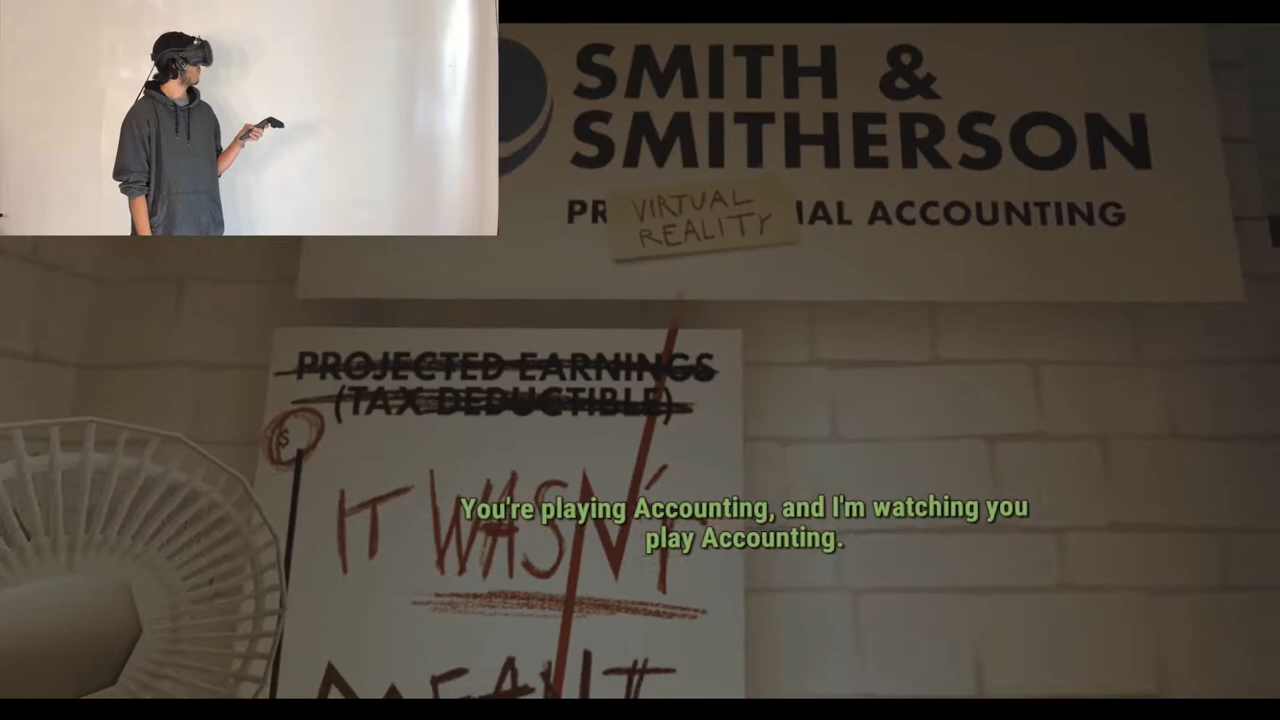 SMITH &
SMITHERSON
VIRTUAL
REALITY
PR IAL ACCOUNTING
PROJECTED EARNINGS
(TAX DEDUCTIBLE)
$
IT WASN'T
MEANT
You're playing Accounting, and I'm watching you
play Accounting.